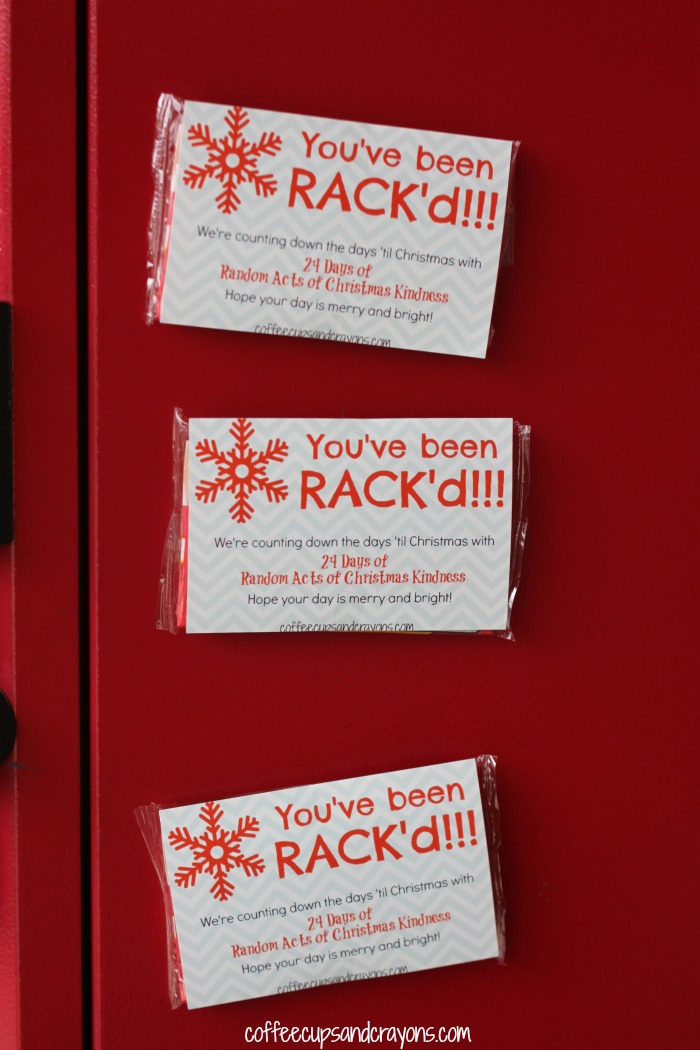 You've been
RACK'd!!!
We're counting down the days 'til Christmas with
24 Days of
Random Acts of Christmas Kindness
Hope your day is merry and bright!
coffeecupsandcrayons.com
You've been
RACK'd!!!
We're counting down the days 'til Christmas with
24 Days of
Random Acts of Christmas Kindness
Hope your day is merry and bright!
coffeecupsandcrayons.com
You've been
RACK'd!!!
We're counting down the days 'til Christmas with
24 Days of
Random Acts of Christmas Kindness
Hope your day is merry and bright!
coffeecupsandcrayons.com
coffeecupsandcrayons.com